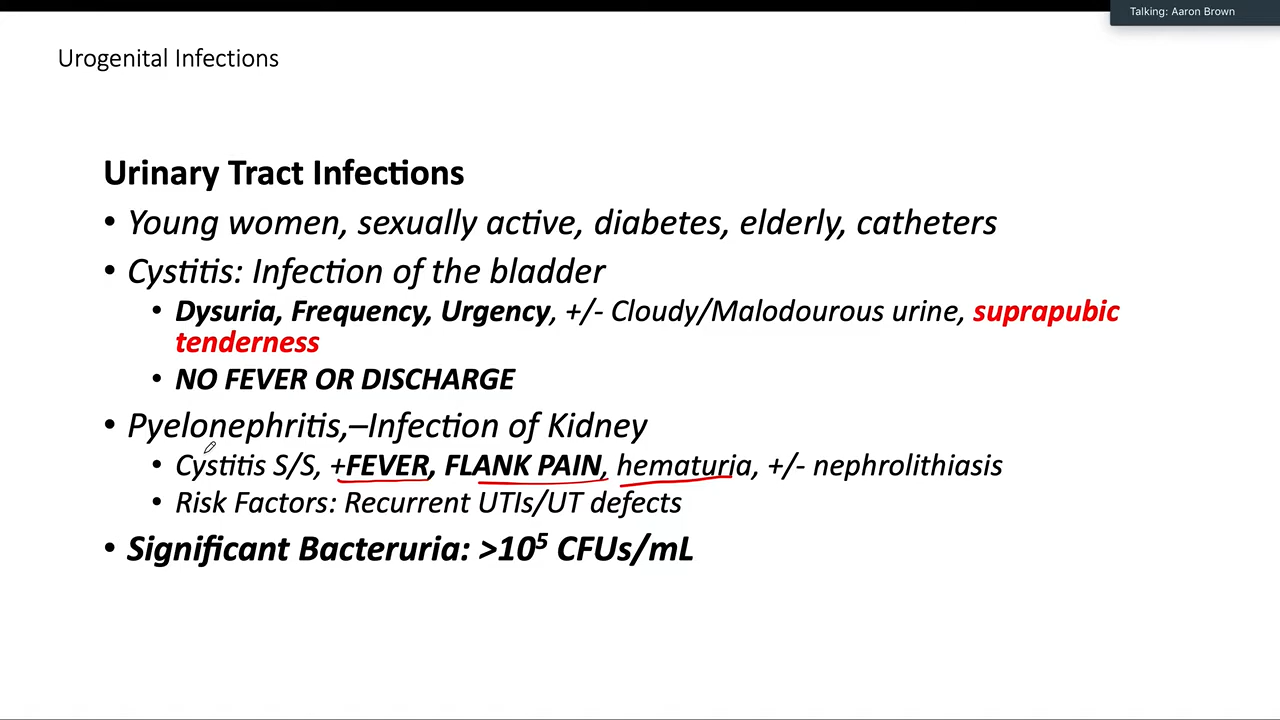 Talking: Aaron Brown
Urogenital Infections
Urinary Tract Infections
• Young women, sexually active, diabetes, elderly, catheters
• Cystitis: Infection of the bladder
• Dysuria, Frequency, Urgency, +/- Cloudy/Malodourous urine, suprapubic
tenderness
• NO FEVER OR DISCHARGE
• Pyelonephritis,–Infection of Kidney
• Cystitis S/S, +FEVER, FLANK PAIN, hematuria, +/- nephrolithiasis
• Risk Factors: Recurrent UTIs/UT defects
• Significant Bacteruria: >10⁵ CFUs/mL